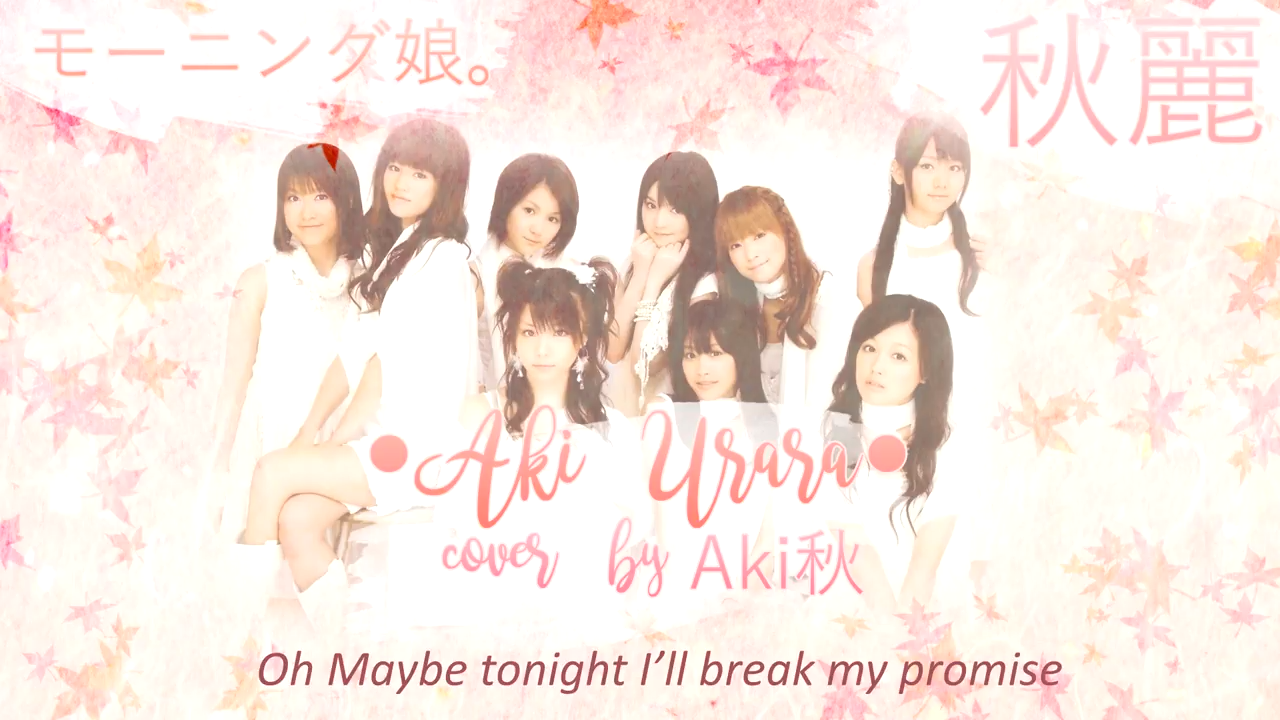 モーニング娘。
秋麗
•Aki Urara•
cover by Aki秋
Oh Maybe tonight I’ll break my promise